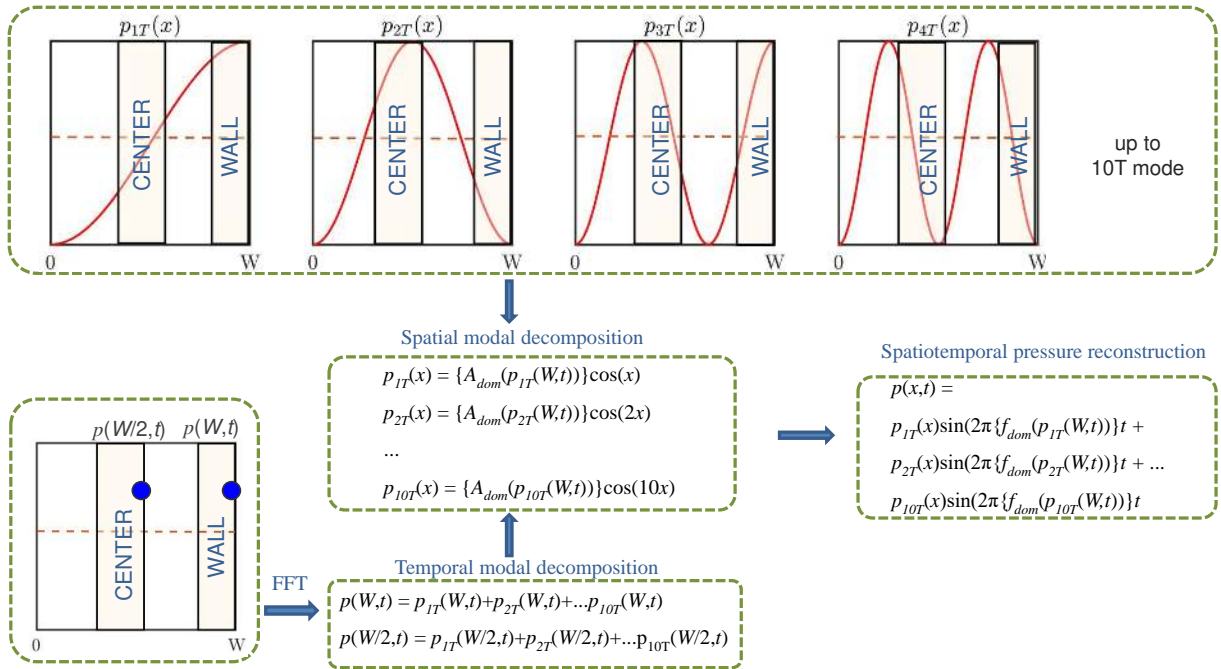 p1T(x)
p2T(x)
p3T(x)
p4T(x)
CENTER
WALL
CENTER
WALL
CENTER
WALL
CENTER
WALL
up to
10T mode
0
W
0
W
0
W
0
W
Spatial modal decomposition
p1T(x) = {Adom(p1T(W,t))}cos(x)
p2T(x) = {Adom(p2T(W,t))}cos(2x)
...
p10T(x) = {Adom(p10T(W,t))}cos(10x)
Spatiotemporal pressure reconstruction
p(x,t) =
p1T(x)sin(2π{fdom(p1T(W,t))}t +
p2T(x)sin(2π{fdom(p2T(W,t))}t + ...
p10T(x)sin(2π{fdom(p10T(W,t))}t
p(W/2,t)
p(W,t)
CENTER
WALL
0
W
FFT
Temporal modal decomposition
p(W,t) = p1T(W,t)+p2T(W,t)+...p10T(W,t)
p(W/2,t) = p1T(W/2,t)+p2T(W/2,t)+...p10T(W/2,t)